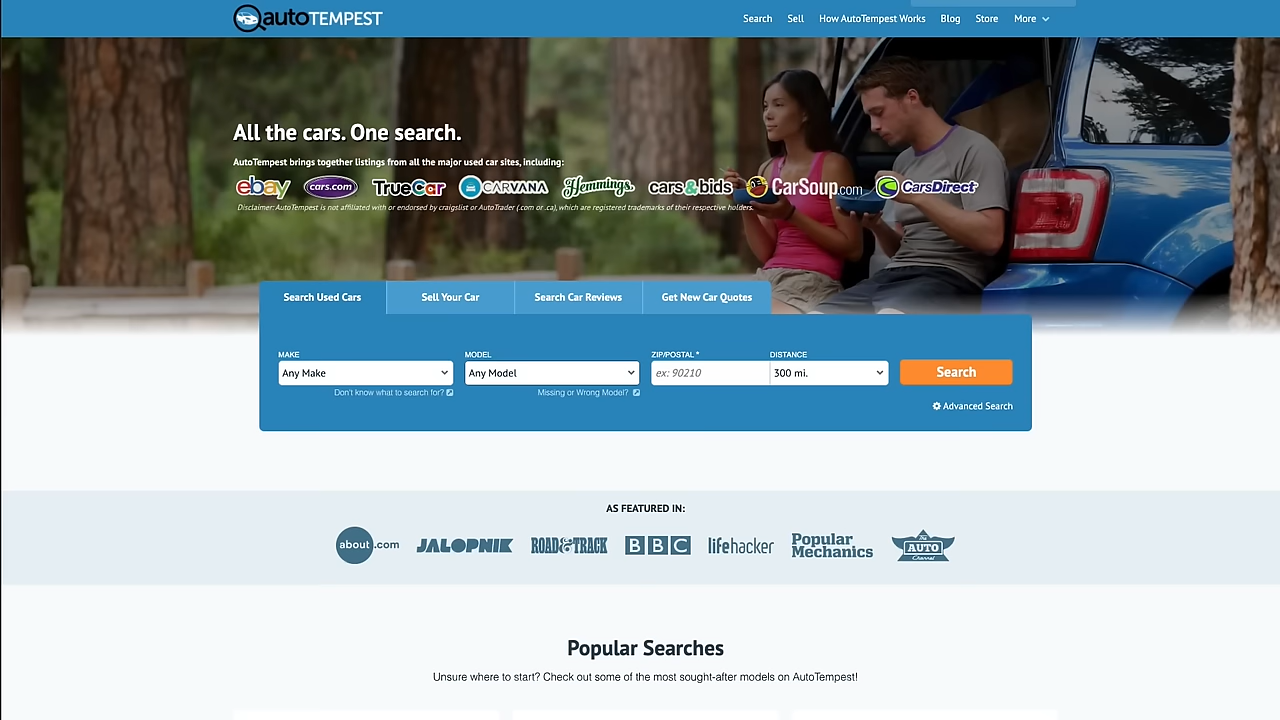 autoTEMPEST
Search Sell How AutoTempest Works Blog Store More
All the cars. One search.
AutoTempest brings together listings from all the major used car sites, including:
ebay cars.com TrueCar CARVANA Hemmings. cars&bids CarSoup.com CarsDirect
Disclaimer: AutoTempest is not affiliated with or endorsed by craigslist or AutoTrader (.com or .ca), which are registered trademarks of their respective holders.
Search Used Cars Sell Your Car Search Car Reviews Get New Car Quotes
MAKE MODEL ZIP/POSTAL * DISTANCE
Any Make Any Model ex: 90210 300 mi. Search
Don't know what to search for? Missing or Wrong Model?
Advanced Search
AS FEATURED IN:
about.com JALOPNIK ROAD & TRACK BBC lifehacker Popular Mechanics The AUTO Channel
Popular Searches
Unsure where to start? Check out some of the most sought-after models on AutoTempest!